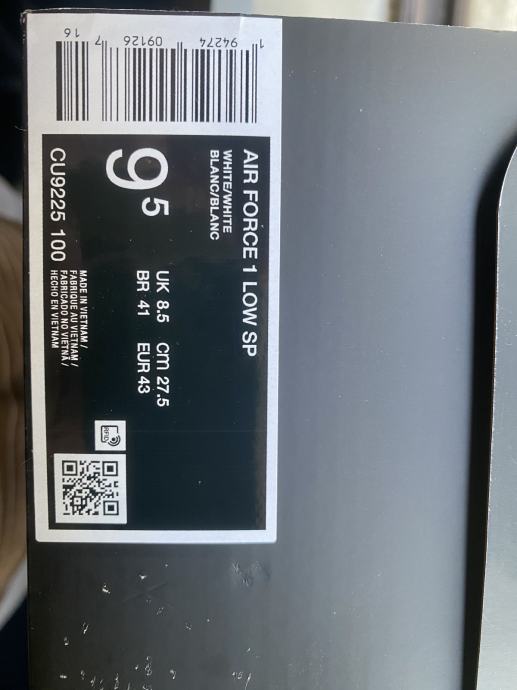 AIR FORCE 1 LOW SP
WHITE/WHITE
BLANC/BLANC
9 5
UK 8.5 cm 27.5
BR 41 EUR 43
CU9225 100
MADE IN VIETNAM /
FABRIQUE AU VIETNAM /
FABRICADO NO VIETNÃ /
HECHO EN VIETNAM
RFID
1 94274 09126 7 16